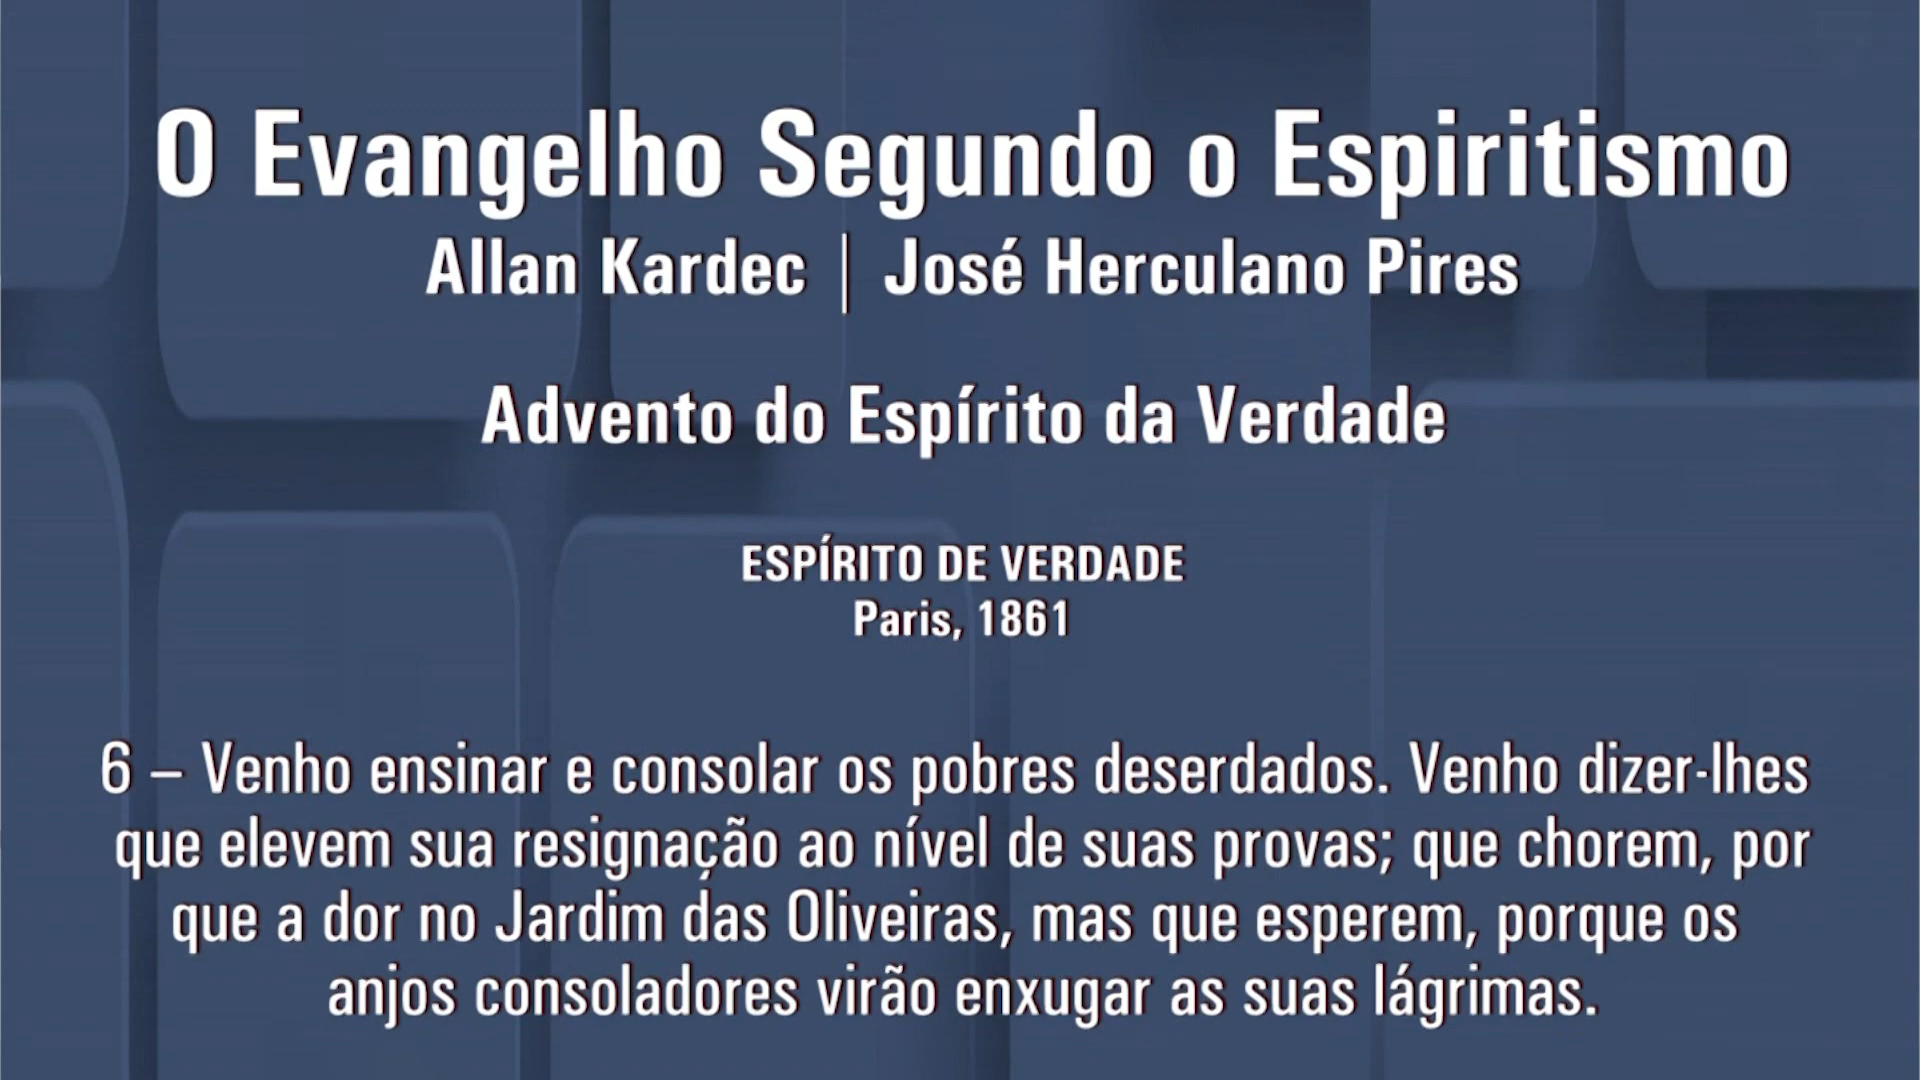 O Evangelho Segundo o Espiritismo
Allan Kardec | José Herculano Pires
Advento do Espírito da Verdade
ESPÍRITO DE VERDADE
Paris, 1861
6 – Venho ensinar e consolar os pobres deserdados. Venho dizer-lhes
que elevem sua resignação ao nível de suas provas; que chorem, por
que a dor no Jardim das Oliveiras, mas que esperem, porque os
anjos consoladores virão enxugar as suas lágrimas.